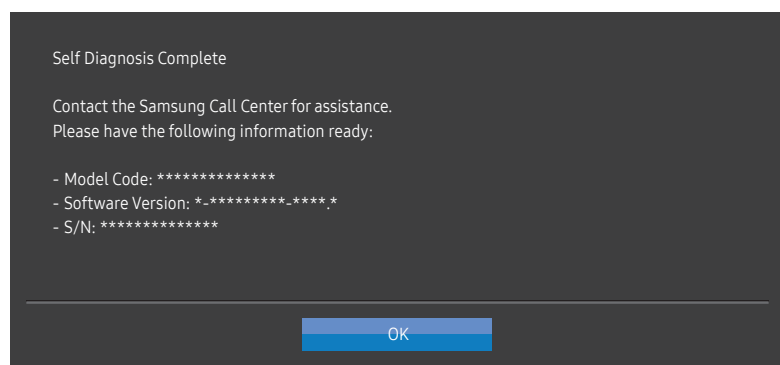 Self Diagnosis Complete
Contact the Samsung Call Center for assistance.
Please have the following information ready:
- Model Code: **************
- Software Version: *-*********-****.*
- S/N: **************
OK